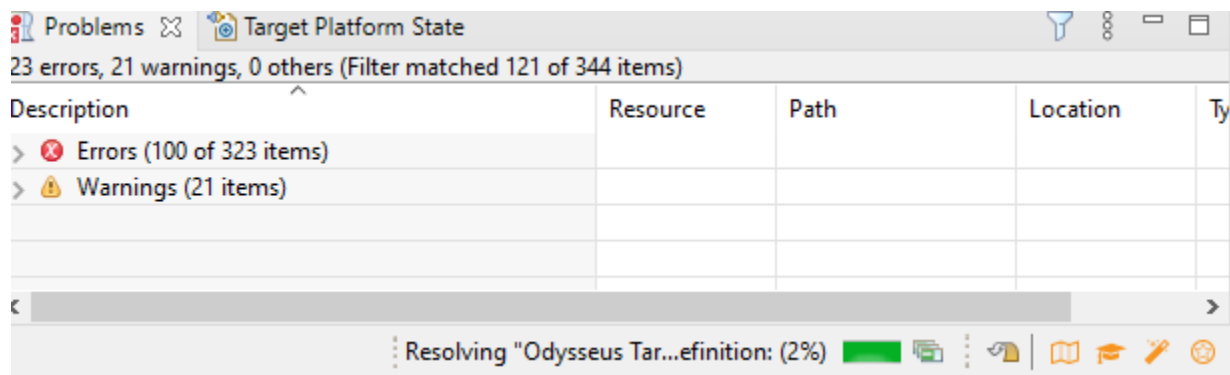 Problems Target Platform State
23 errors, 21 warnings, 0 others (Filter matched 121 of 344 items)
Description Resource Path Location Ty
Errors (100 of 323 items)
Warnings (21 items)
Resolving "Odysseus Tar...efinition: (2%)